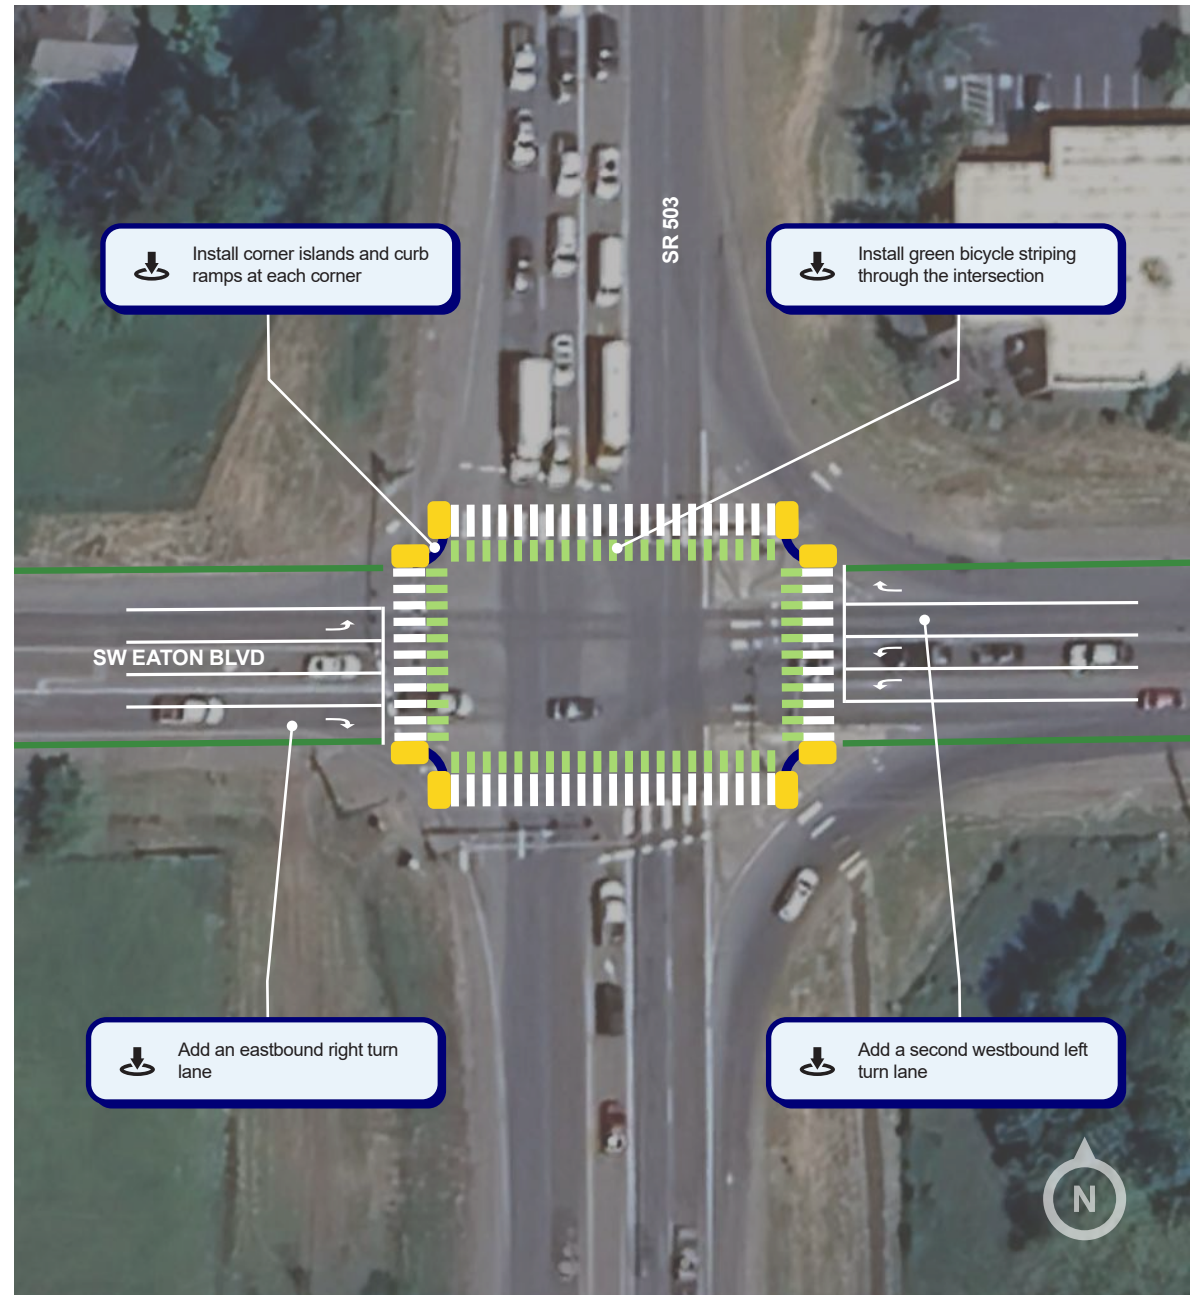 SR 503
Install corner islands and curb
ramps at each corner
Install green bicycle striping
through the intersection
SW EATON BLVD
Add an eastbound right turn
lane
Add a second westbound left
turn lane
N